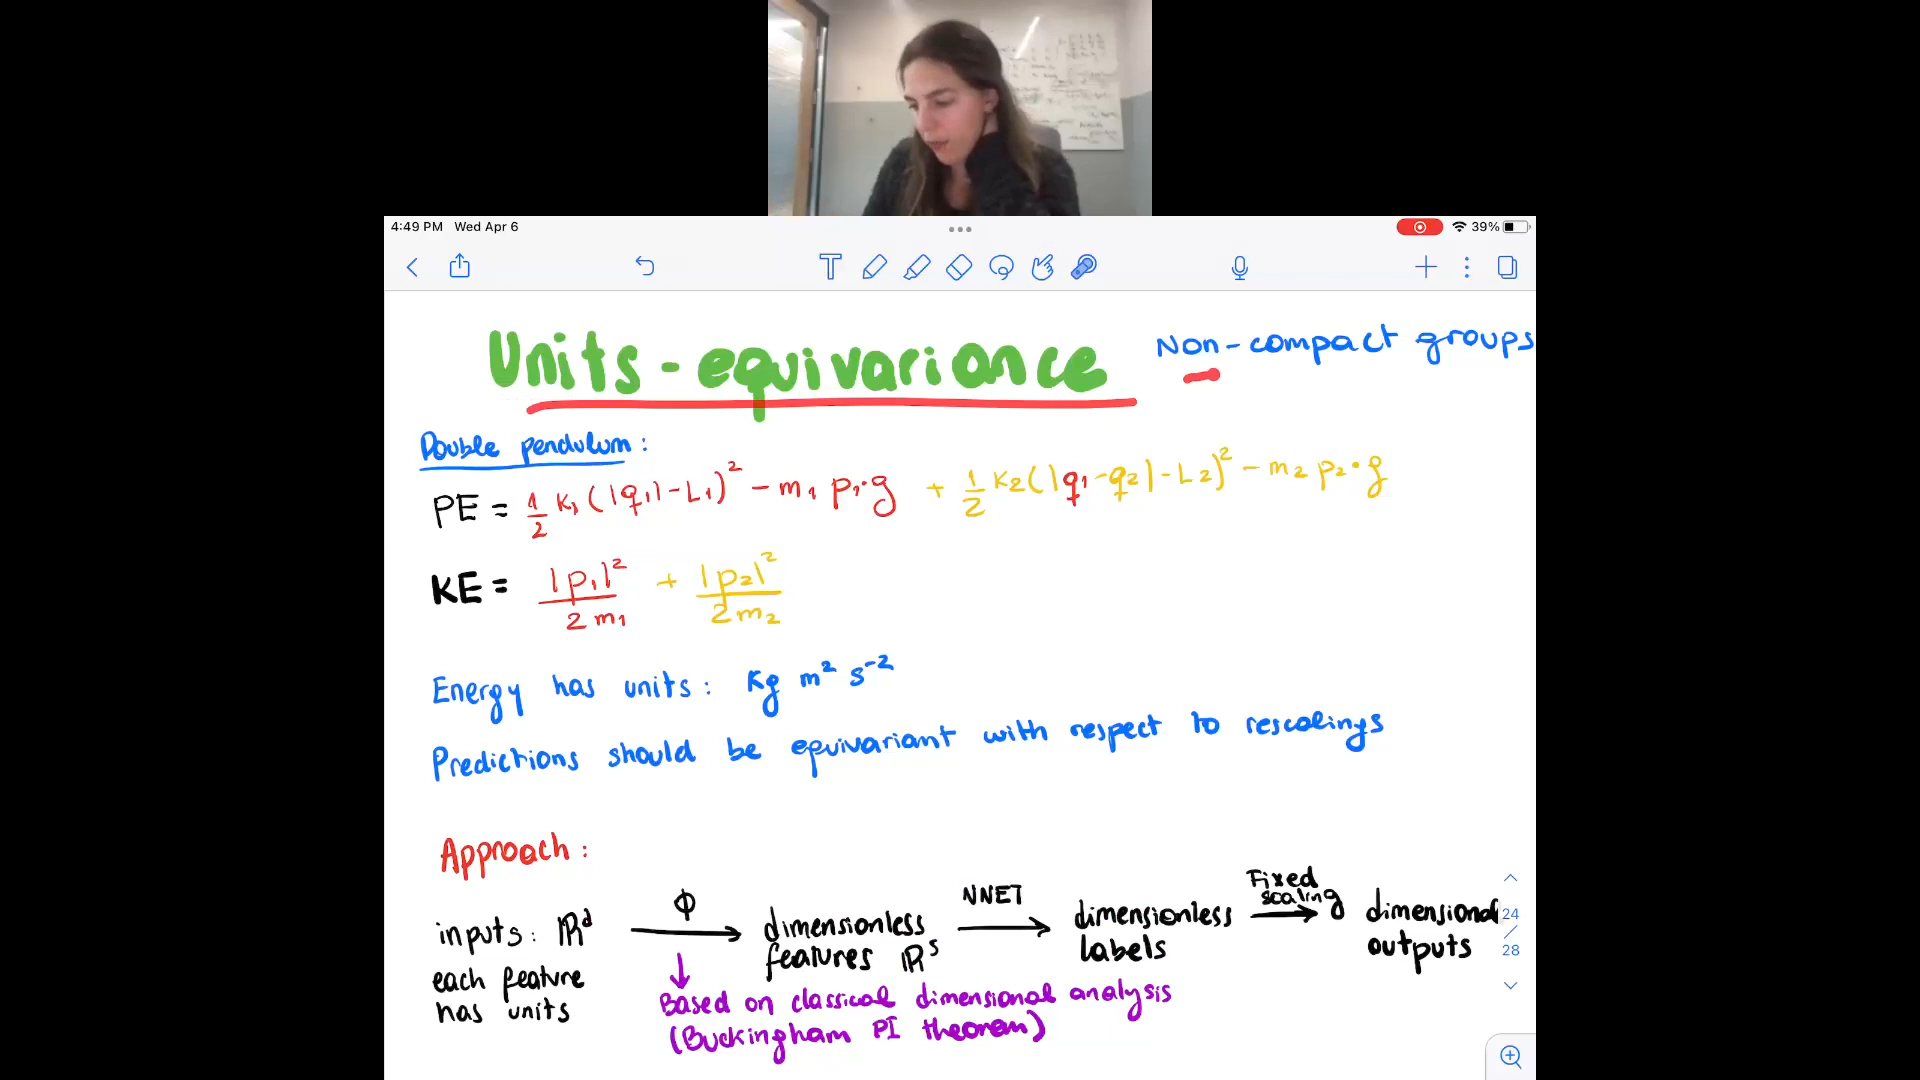 4:49 PM Wed Apr 6
39%
Units-equivariance
Non-compact groups
Double pendulum:
PE = 1/2 k₁(|q₁|-L₁)² - m₁ p₁·g + 1/2 k₂(|q₁-q₂|-L₂)² - m₂ p₂·g
KE = |p₁|²/2m₁ + |p₂|²/2m₂
Energy has units: Kg m² s⁻²
Predictions should be equivariant with respect to rescalings
Approach:
inputs: ℝᵈ
each feature
has units
Φ
dimensionless
features ℝˢ
NNET
dimensionless
labels
Fixed
scaling
dimensional
outputs
Based on classical dimensional analysis
(Buckingham PI theorem)
24
/
28